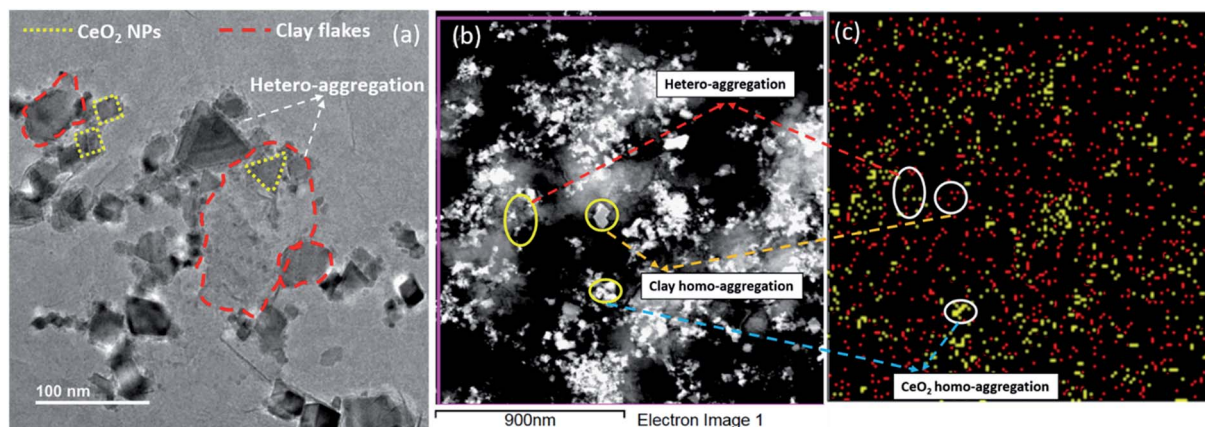 CeO₂ NPs
Clay flakes
(a)
Hetero-aggregation
100 nm
(b)
Hetero-aggregation
Clay homo-aggregation
900nm
Electron Image 1
(c)
CeO₂ homo-aggregation